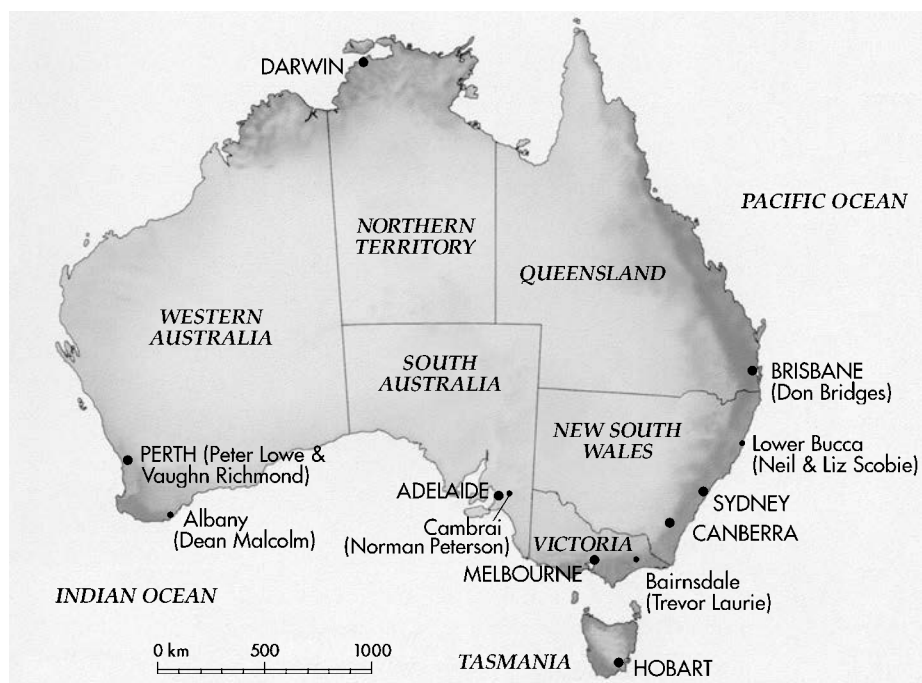 DARWIN
PACIFIC OCEAN
NORTHERN
TERRITORY
QUEENSLAND
WESTERN
AUSTRALIA
SOUTH
AUSTRALIA
BRISBANE
(Don Bridges)
NEW SOUTH
WALES
Lower Bucca
(Neil & Liz Scobie)
PERTH (Peter Lowe &
Vaughn Richmond)
ADELAIDE
SYDNEY
Albany
(Dean Malcolm)
Cambrai
(Norman Peterson)
CANBERRA
VICTORIA
MELBOURNE
Bairnsdale
(Trevor Laurie)
INDIAN OCEAN
0 km 500 1000
TASMANIA
HOBART